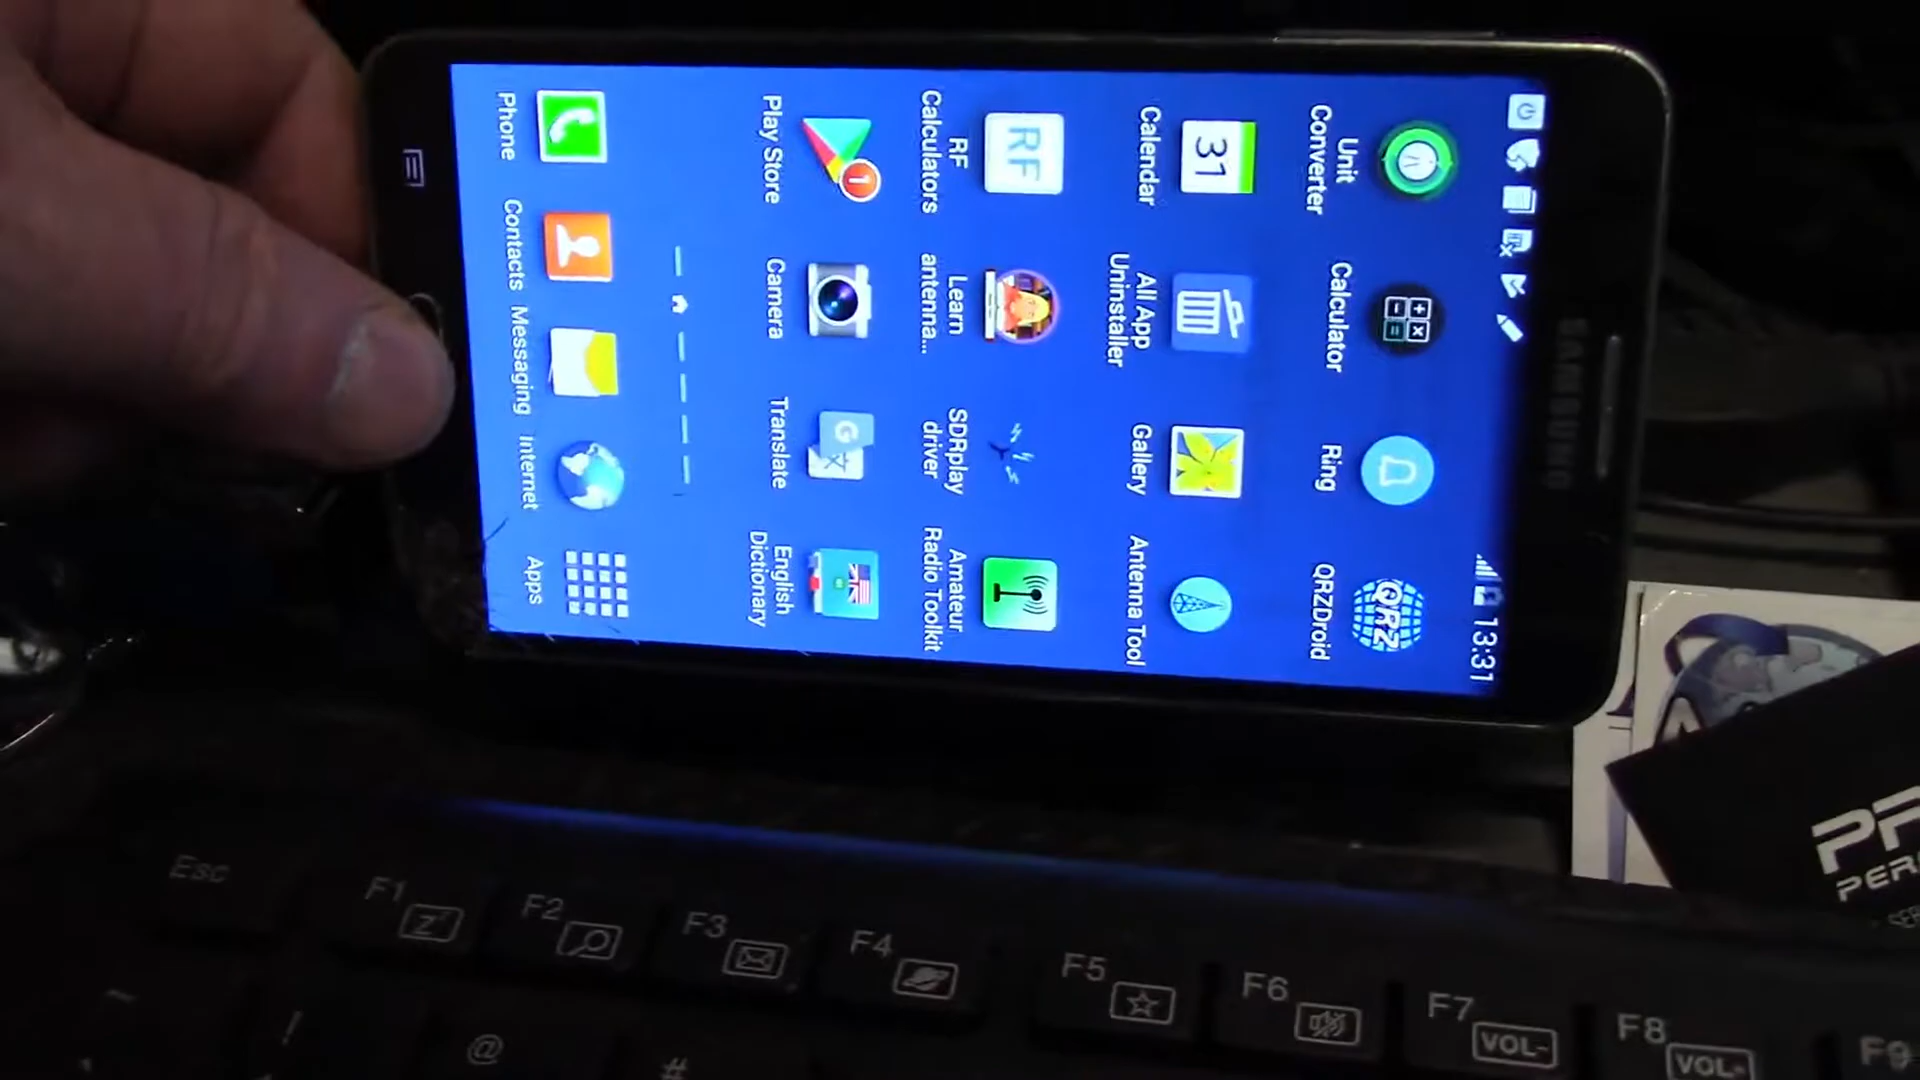 SAMSUNG
13:31
Unit
Converter
Calculator
Ring
QRZ
QRZDroid
31
Calendar
All App
Uninstaller
Gallery
Antenna Tool
RF
RF
Calculators
Learn
antenna...
SDRplay
driver
Amateur
Radio Toolkit
1
Play Store
Camera
G
Translate
English
Dictionary
Phone
Contacts
Messaging
Internet
Apps
Esc
F1
F2
F3
F4
F5
F6
F7
VOL-
F8
F9
~
!
@
#